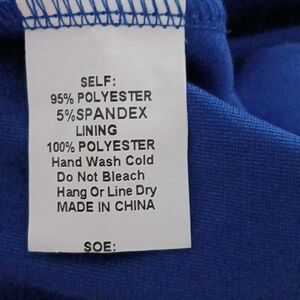 SELF:
95% POLYESTER
5%SPANDEX
LINING
100% POLYESTER
Hand Wash Cold
Do Not Bleach
Hang Or Line Dry
MADE IN CHINA
SOE: